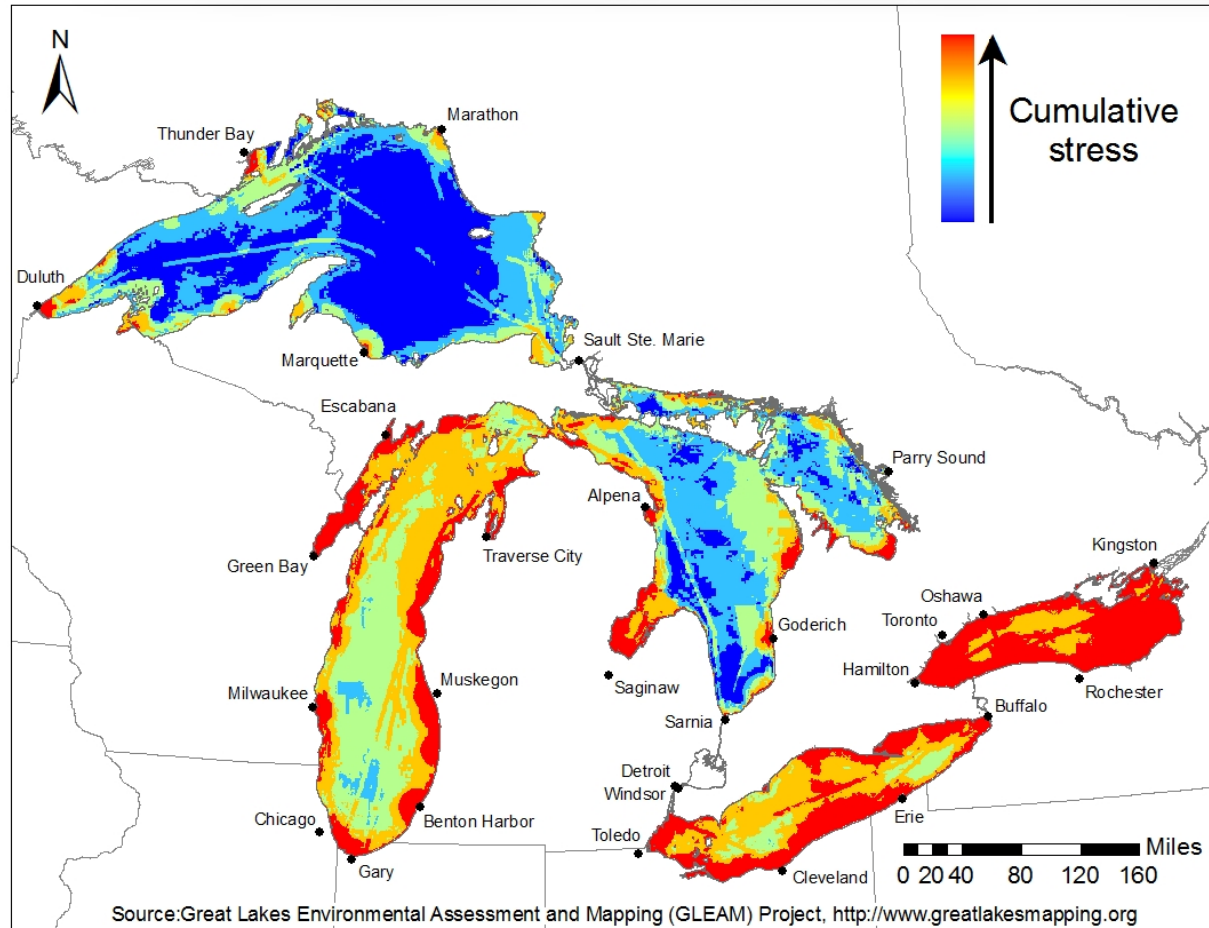 N
Cumulative
stress
Marathon
Thunder Bay
Duluth
Marquette
Sault Ste. Marie
Escabana
Parry Sound
Alpena
Traverse City
Green Bay
Kingston
Oshawa
Toronto
Goderich
Hamilton
Saginaw
Rochester
Milwaukee
Muskegon
Sarnia
Buffalo
Detroit
Windsor
Erie
Chicago
Benton Harbor
Toledo
Gary
Cleveland
Miles
0 20 40 80 120 160
Source:Great Lakes Environmental Assessment and Mapping (GLEAM) Project, http://www.greatlakesmapping.org